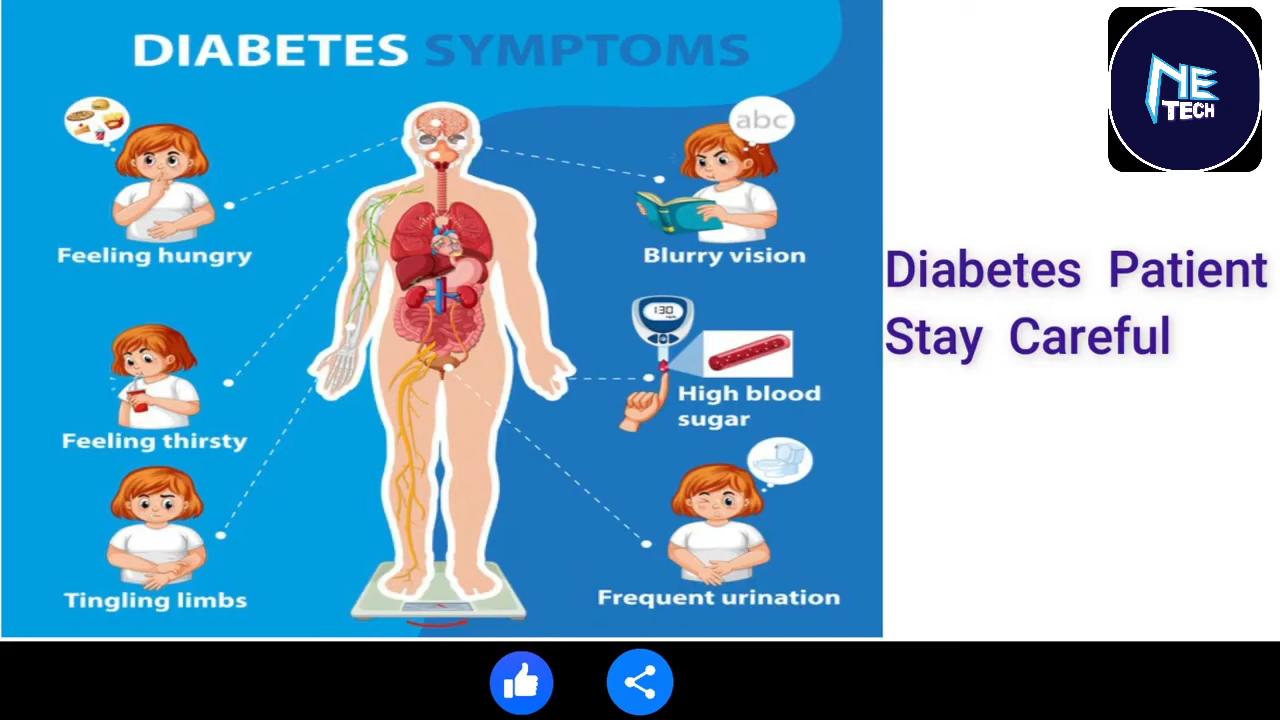 DIABETES SYMPTOMS
abc
Feeling hungry
Blurry vision
130
High blood
sugar
Feeling thirsty
Tingling limbs
Frequent urination
Diabetes Patient
Stay Careful
NE
TECH